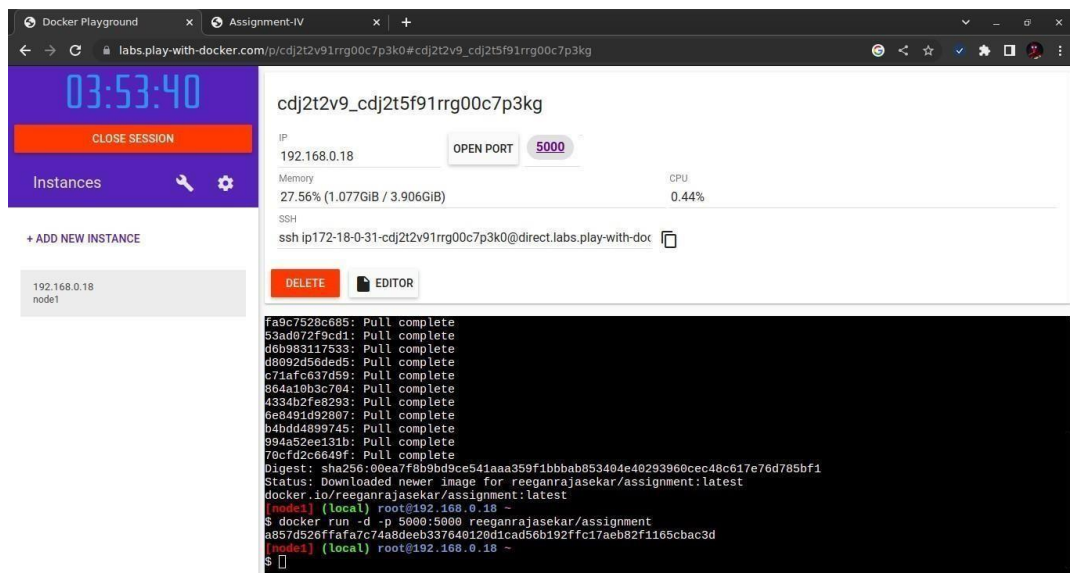 Docker Playground
Assignment-IV
labs.play-with-docker.com/p/cdj2t2v91rrg00c7p3k0#cdj2t2v9_cdj2t5f91rrg00c7p3kg
03:53:40
CLOSE SESSION
Instances
+ ADD NEW INSTANCE
192.168.0.18
node1
cdj2t2v9_cdj2t5f91rrg00c7p3kg
IP
192.168.0.18
OPEN PORT
5000
Memory
27.56% (1.077GiB / 3.906GiB)
CPU
0.44%
SSH
ssh ip172-18-0-31-cdj2t2v91rrg00c7p3k0@direct.labs.play-with-doc
DELETE
EDITOR
fa9c7528c685: Pull complete
53ad072f9cd1: Pull complete
d6b983117533: Pull complete
d8092d56ded5: Pull complete
c71afc637d59: Pull complete
864a10b3c704: Pull complete
4334b2fe8293: Pull complete
6e8491d92807: Pull complete
b4bdd4899745: Pull complete
994a52ee131b: Pull complete
70cfd2c6649f: Pull complete
Digest: sha256:00ea7f8b9bd9ce541aaa359f1bbbab853404e40293960cec48c617e76d785bf1
Status: Downloaded newer image for reeganrajasekar/assignment:latest
docker.io/reeganrajasekar/assignment:latest
[node1] (local) root@192.168.0.18 ~
$ docker run -d -p 5000:5000 reeganrajasekar/assignment
a857d526ffafa7c74a8deeb337640120d1cad56b192ffc17aeb82f1165cbac3d
[node1] (local) root@192.168.0.18 ~
$